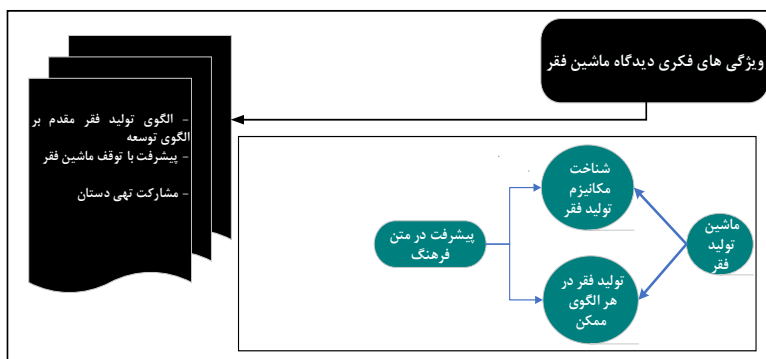 ویژگی های فکری دیدگاه ماشین فقر
- الگوی تولید فقر مقدم بر
الگوی توسعه
- پیشرفت با توقف ماشین فقر
- مشارکت تهی دستان
ماشین
تولید
فقر
شناخت
مکانیزم
تولید فقر
تولید فقر در
هر الگوی
ممکن
پیشرفت در متن
فرهنگ